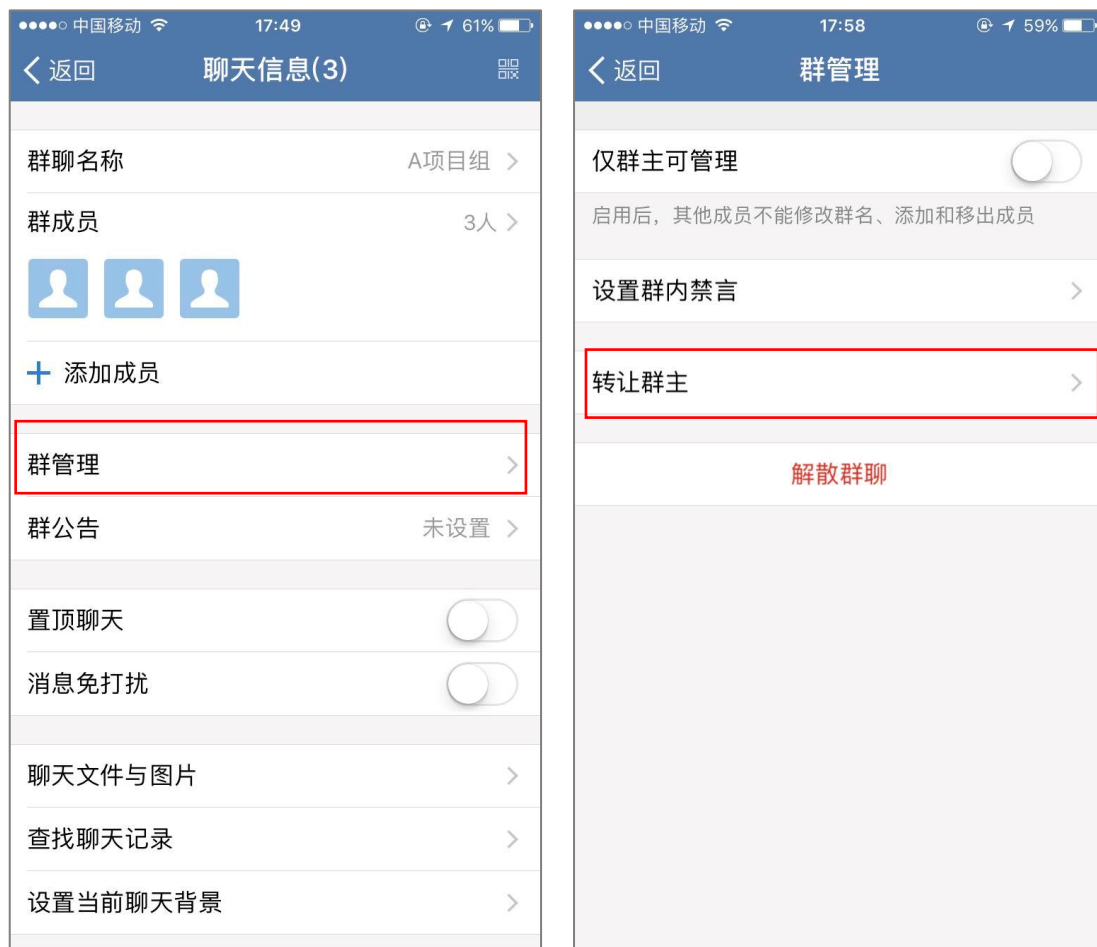 中国移动 17:49 61%
返回 聊天信息(3)
群聊名称 A项目组
群成员 3人
添加成员
群管理
群公告 未设置
置顶聊天
消息免打扰
聊天文件与图片
查找聊天记录
设置当前聊天背景
中国移动 17:58 59%
返回 群管理
仅群主可管理
启用后，其他成员不能修改群名、添加和移出成员
设置群内禁言
转让群主
解散群聊